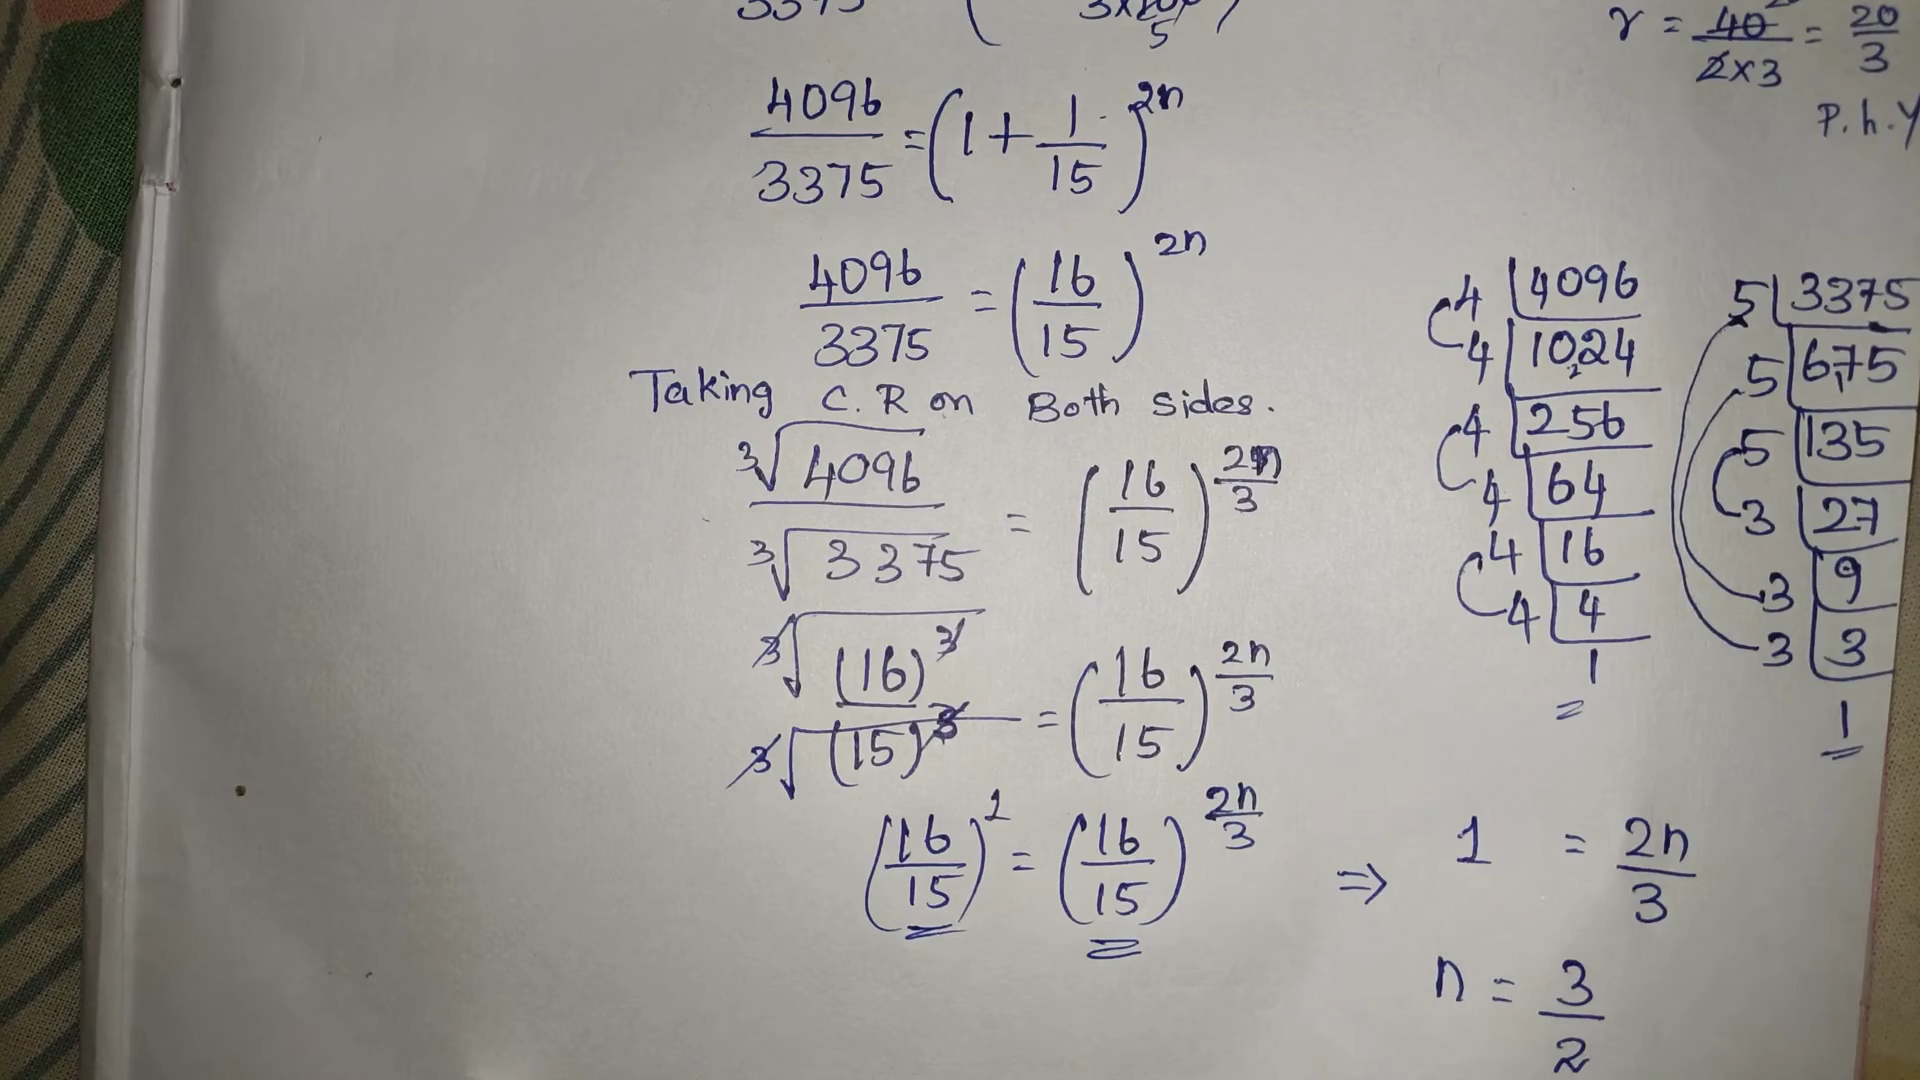 r = 40/2×3 = 20/3
4096/3375 = (1 + 1/15)^2n
P.h.Y
4096/3375 = (16/15)^2n
Taking C.R on Both sides.
∛4096/∛3375 = (16/15)^2n/3
∛(16)^3/∛(15)^3 = (16/15)^2n/3
(16/15)^1 = (16/15)^2n/3 ⇒ 1 = 2n/3
n = 3/2
4 | 4096
4 | 1024
4 | 256
4 | 64
4 | 16
4 | 4
1
5 | 3375
5 | 675
5 | 135
3 | 27
3 | 9
3 | 3
1